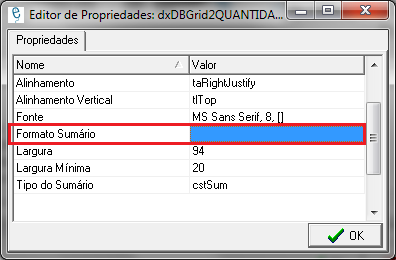 Editor de Propriedades: dxDBGrid2QUANTIDA...
Propriedades
Nome Valor
Alinhamento taRightJustify
Alinhamento Vertical tlTop
Fonte MS Sans Serif, 8, []
Formato Sumário
Largura 94
Largura Mínima 20
Tipo do Sumário cstSum
OK